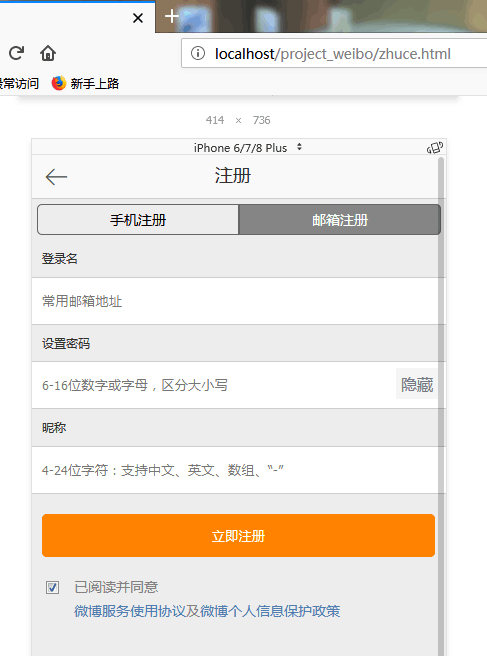 localhost/project_weibo/zhuce.html
常访问 新手上路
414 × 736
iPhone 6/7/8 Plus
注册
手机注册 邮箱注册
登录名
常用邮箱地址
设置密码
6-16位数字或字母，区分大小写 隐藏
昵称
4-24位字符：支持中文、英文、数组、“-”
立即注册
已阅读并同意
微博服务使用协议及微博个人信息保护政策